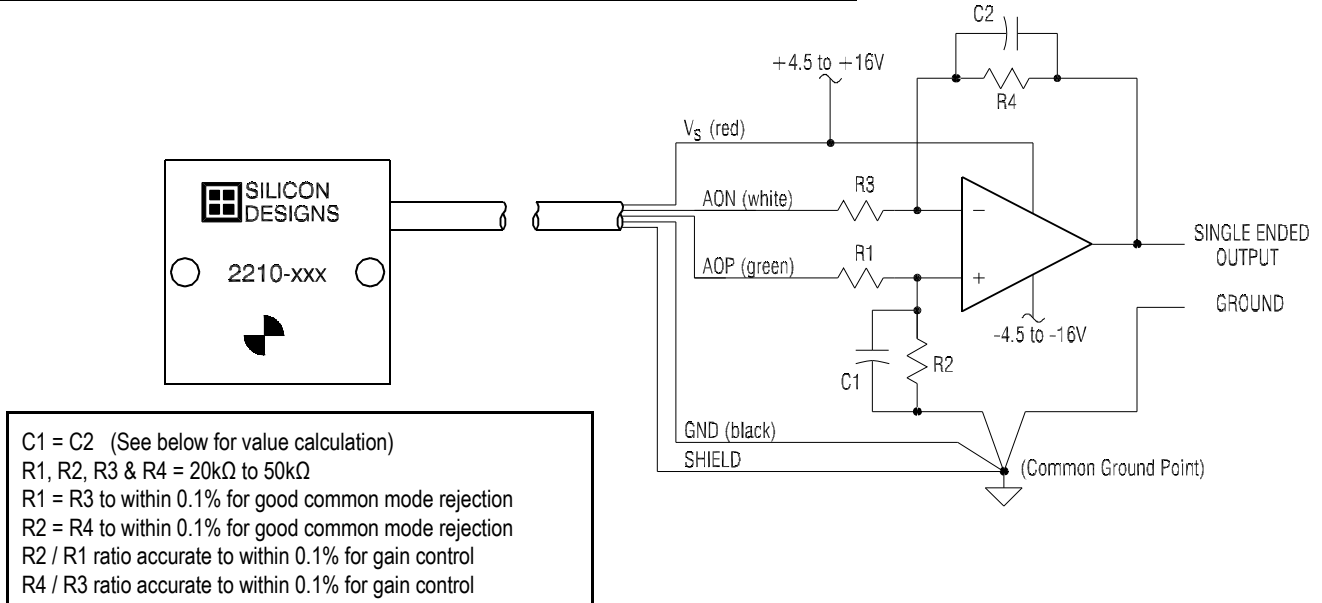 C2
+4.5 to +16V
R4
VS (red)
SILICON
DESIGNS
AON (white)
R3
−
SINGLE ENDED
OUTPUT
2210-xxx
AOP (green)
R1
+
GROUND
-4.5 to -16V
R2
C1
C1 = C2 (See below for value calculation)
R1, R2, R3 & R4 = 20kΩ to 50kΩ
R1 = R3 to within 0.1% for good common mode rejection
R2 = R4 to within 0.1% for good common mode rejection
R2 / R1 ratio accurate to within 0.1% for gain control
R4 / R3 ratio accurate to within 0.1% for gain control
GND (black)
SHIELD
(Common Ground Point)